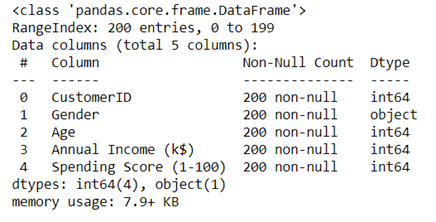 <class 'pandas.core.frame.DataFrame'>
RangeIndex: 200 entries, 0 to 199
Data columns (total 5 columns):
 #   Column                  Non-Null Count  Dtype
---  ------                  --------------  -----
 0   CustomerID              200 non-null    int64
 1   Gender                  200 non-null    object
 2   Age                     200 non-null    int64
 3   Annual Income (k$)      200 non-null    int64
 4   Spending Score (1-100)  200 non-null    int64
dtypes: int64(4), object(1)
memory usage: 7.9+ KB